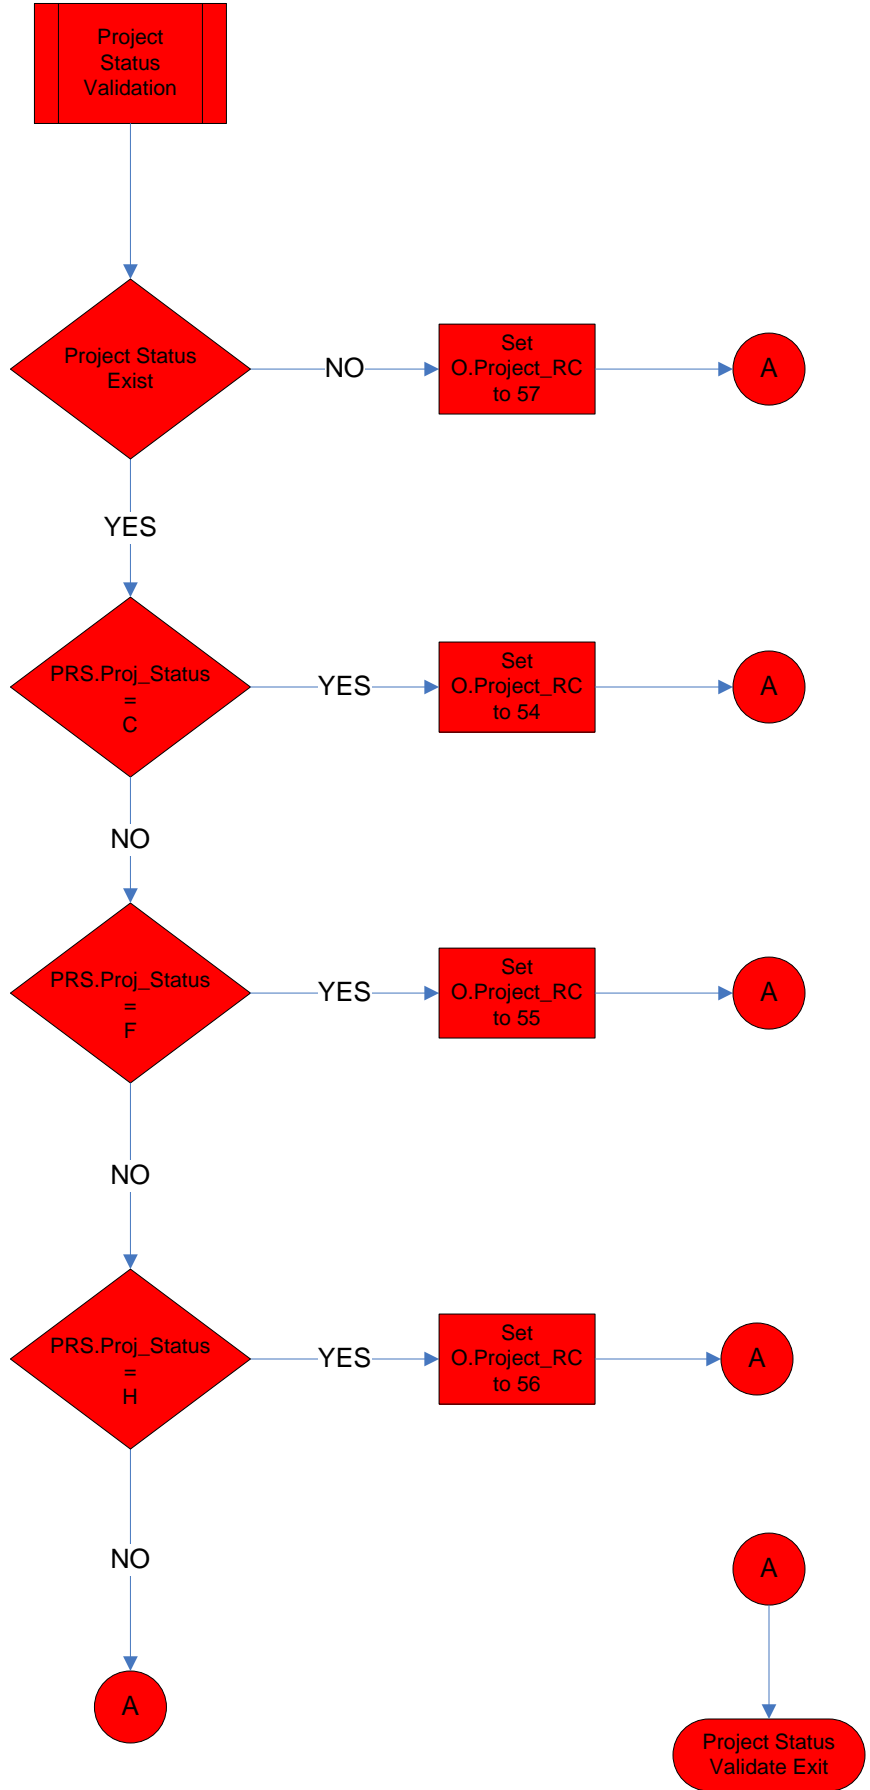 Project
Status
Validation
Project Status
Exist
NO
Set
O.Project_RC
to 57
A
YES
PRS.Proj_Status
=
C
YES
Set
O.Project_RC
to 54
A
NO
PRS.Proj_Status
=
F
YES
Set
O.Project_RC
to 55
A
NO
PRS.Proj_Status
=
H
YES
Set
O.Project_RC
to 56
A
NO
A
A
Project Status
Validate Exit